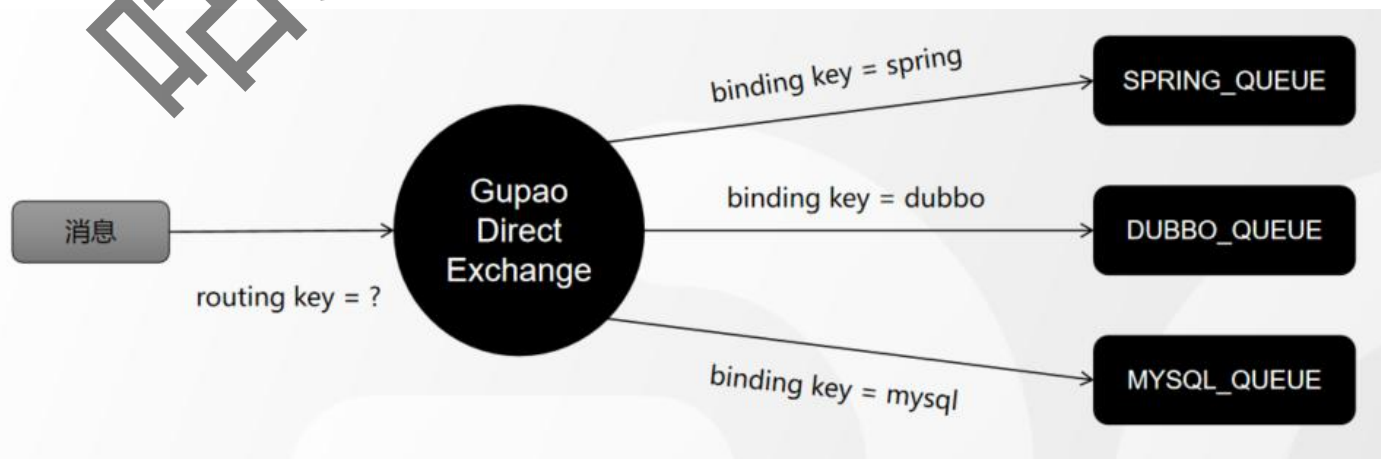 binding key = spring
SPRING_QUEUE
Gupao
Direct
Exchange
binding key = dubbo
DUBBO_QUEUE
消息
routing key = ?
binding key = mysql
MYSQL_QUEUE